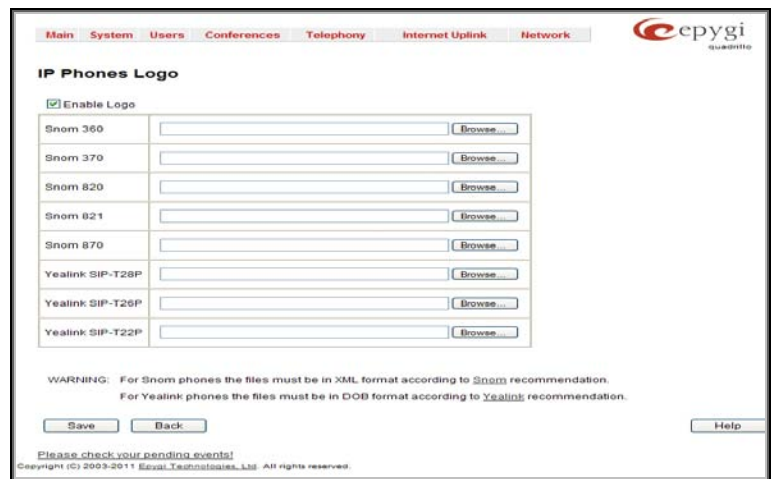 Main System Users Conferences Telephony Internet Uplink Network
epygi
quadrillo
IP Phones Logo
Enable Logo
Snom 360 Browse...
Snom 370 Browse...
Snom 820 Browse...
Snom 821 Browse...
Snom 870 Browse...
Yealink SIP-T28P Browse...
Yealink SIP-T26P Browse...
Yealink SIP-T22P Browse...
WARNING: For Snom phones the files must be in XML format according to Snom recommendation.
For Yealink phones the files must be in DOB format according to Yealink recommendation.
Save Back Help
Please check your pending events!
Copyright (C) 2003-2011 Epygi Technologies, Ltd. All rights reserved.